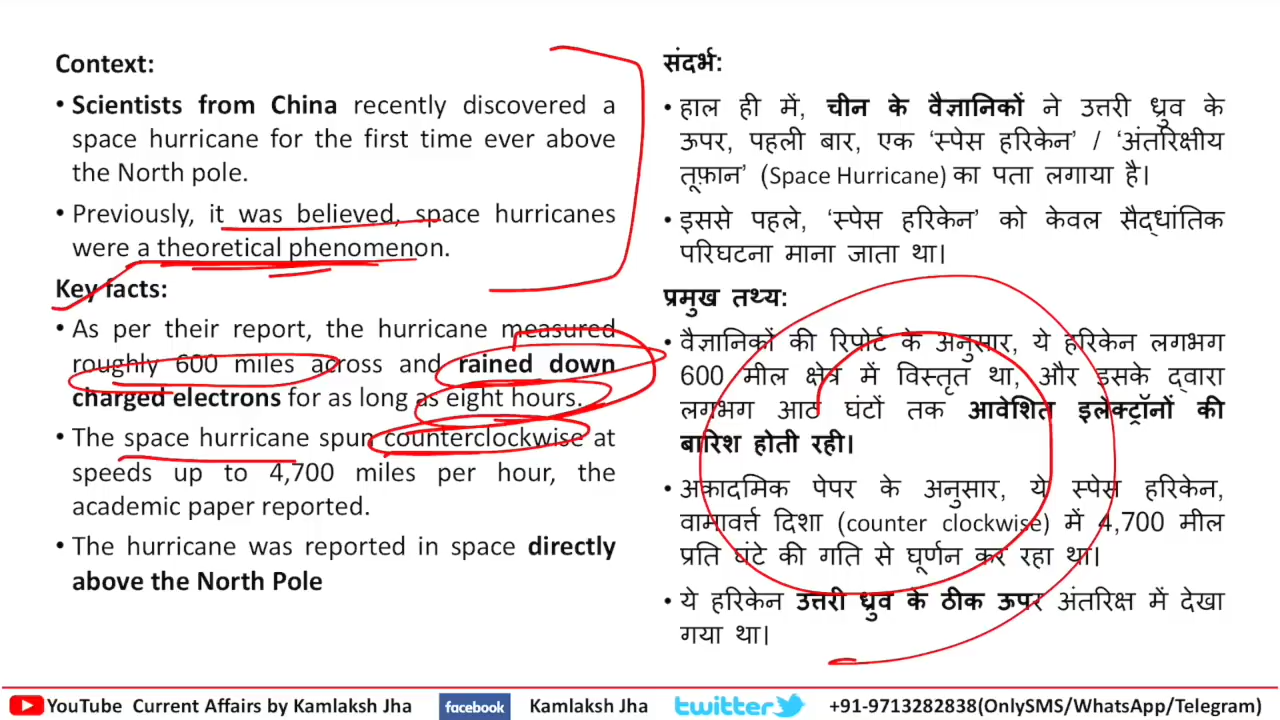 Context:
• Scientists from China recently discovered a
space hurricane for the first time ever above
the North pole.
• Previously, it was believed, space hurricanes
were a theoretical phenomenon.
Key facts:
• As per their report, the hurricane measured
roughly 600 miles across and rained down
charged electrons for as long as eight hours.
• The space hurricane spun counterclockwise at
speeds up to 4,700 miles per hour, the
academic paper reported.
• The hurricane was reported in space directly
above the North Pole
संदर्भ:
• हाल ही में, चीन के वैज्ञानिकों ने उत्तरी ध्रुव के
ऊपर, पहली बार, एक ‘स्पेस हरिकेन’ / ‘अंतरिक्षीय
तूफ़ान’ (Space Hurricane) का पता लगाया है।
• इससे पहले, ‘स्पेस हरिकेन’ को केवल सैद्धांतिक
परिघटना माना जाता था।
प्रमुख तथ्य:
• वैज्ञानिकों की रिपोर्ट के अनुसार, ये हरिकेन लगभग
600 मील क्षेत्र में विस्तृत था, और इसके द्वारा
लगभग आठ घंटों तक आवेशित इलेक्ट्रॉनों की
बारिश होती रही।
• अकादमिक पेपर के अनुसार, ये स्पेस हरिकेन,
वामावर्त्त दिशा (counter clockwise) में 4,700 मील
प्रति घंटे की गति से घूर्णन कर रहा था।
• ये हरिकेन उत्तरी ध्रुव के ठीक ऊपर अंतरिक्ष में देखा
गया था।
YouTube Current Affairs by Kamlaksh Jha facebook Kamlaksh Jha twitter +91-9713282838(OnlySMS/WhatsApp/Telegram)